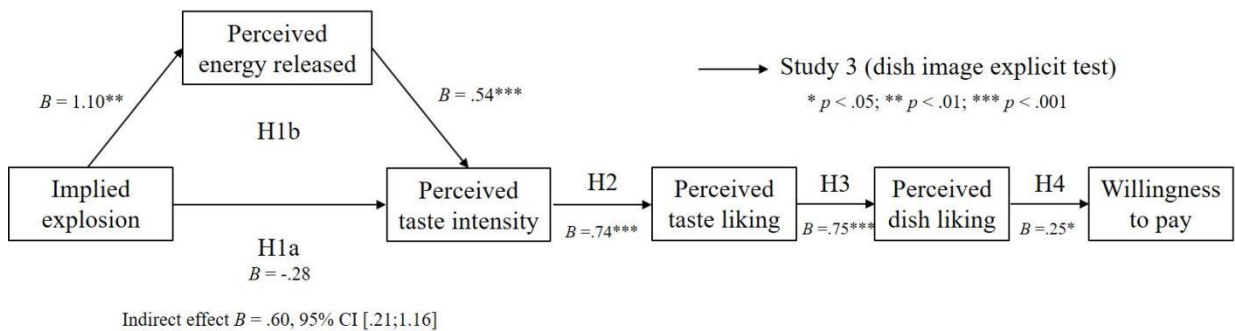 Perceived
energy released
Study 3 (dish image explicit test)
* p < .05; ** p < .01; *** p < .001
B = 1.10**
B = .54***
H1b
Implied
explosion
Perceived
taste intensity
H2
B =.74***
Perceived
taste liking
H3
B =.75***
Perceived
dish liking
H4
B =.25*
Willingness
to pay
H1a
B = -.28
Indirect effect B = .60, 95% CI [.21;1.16]